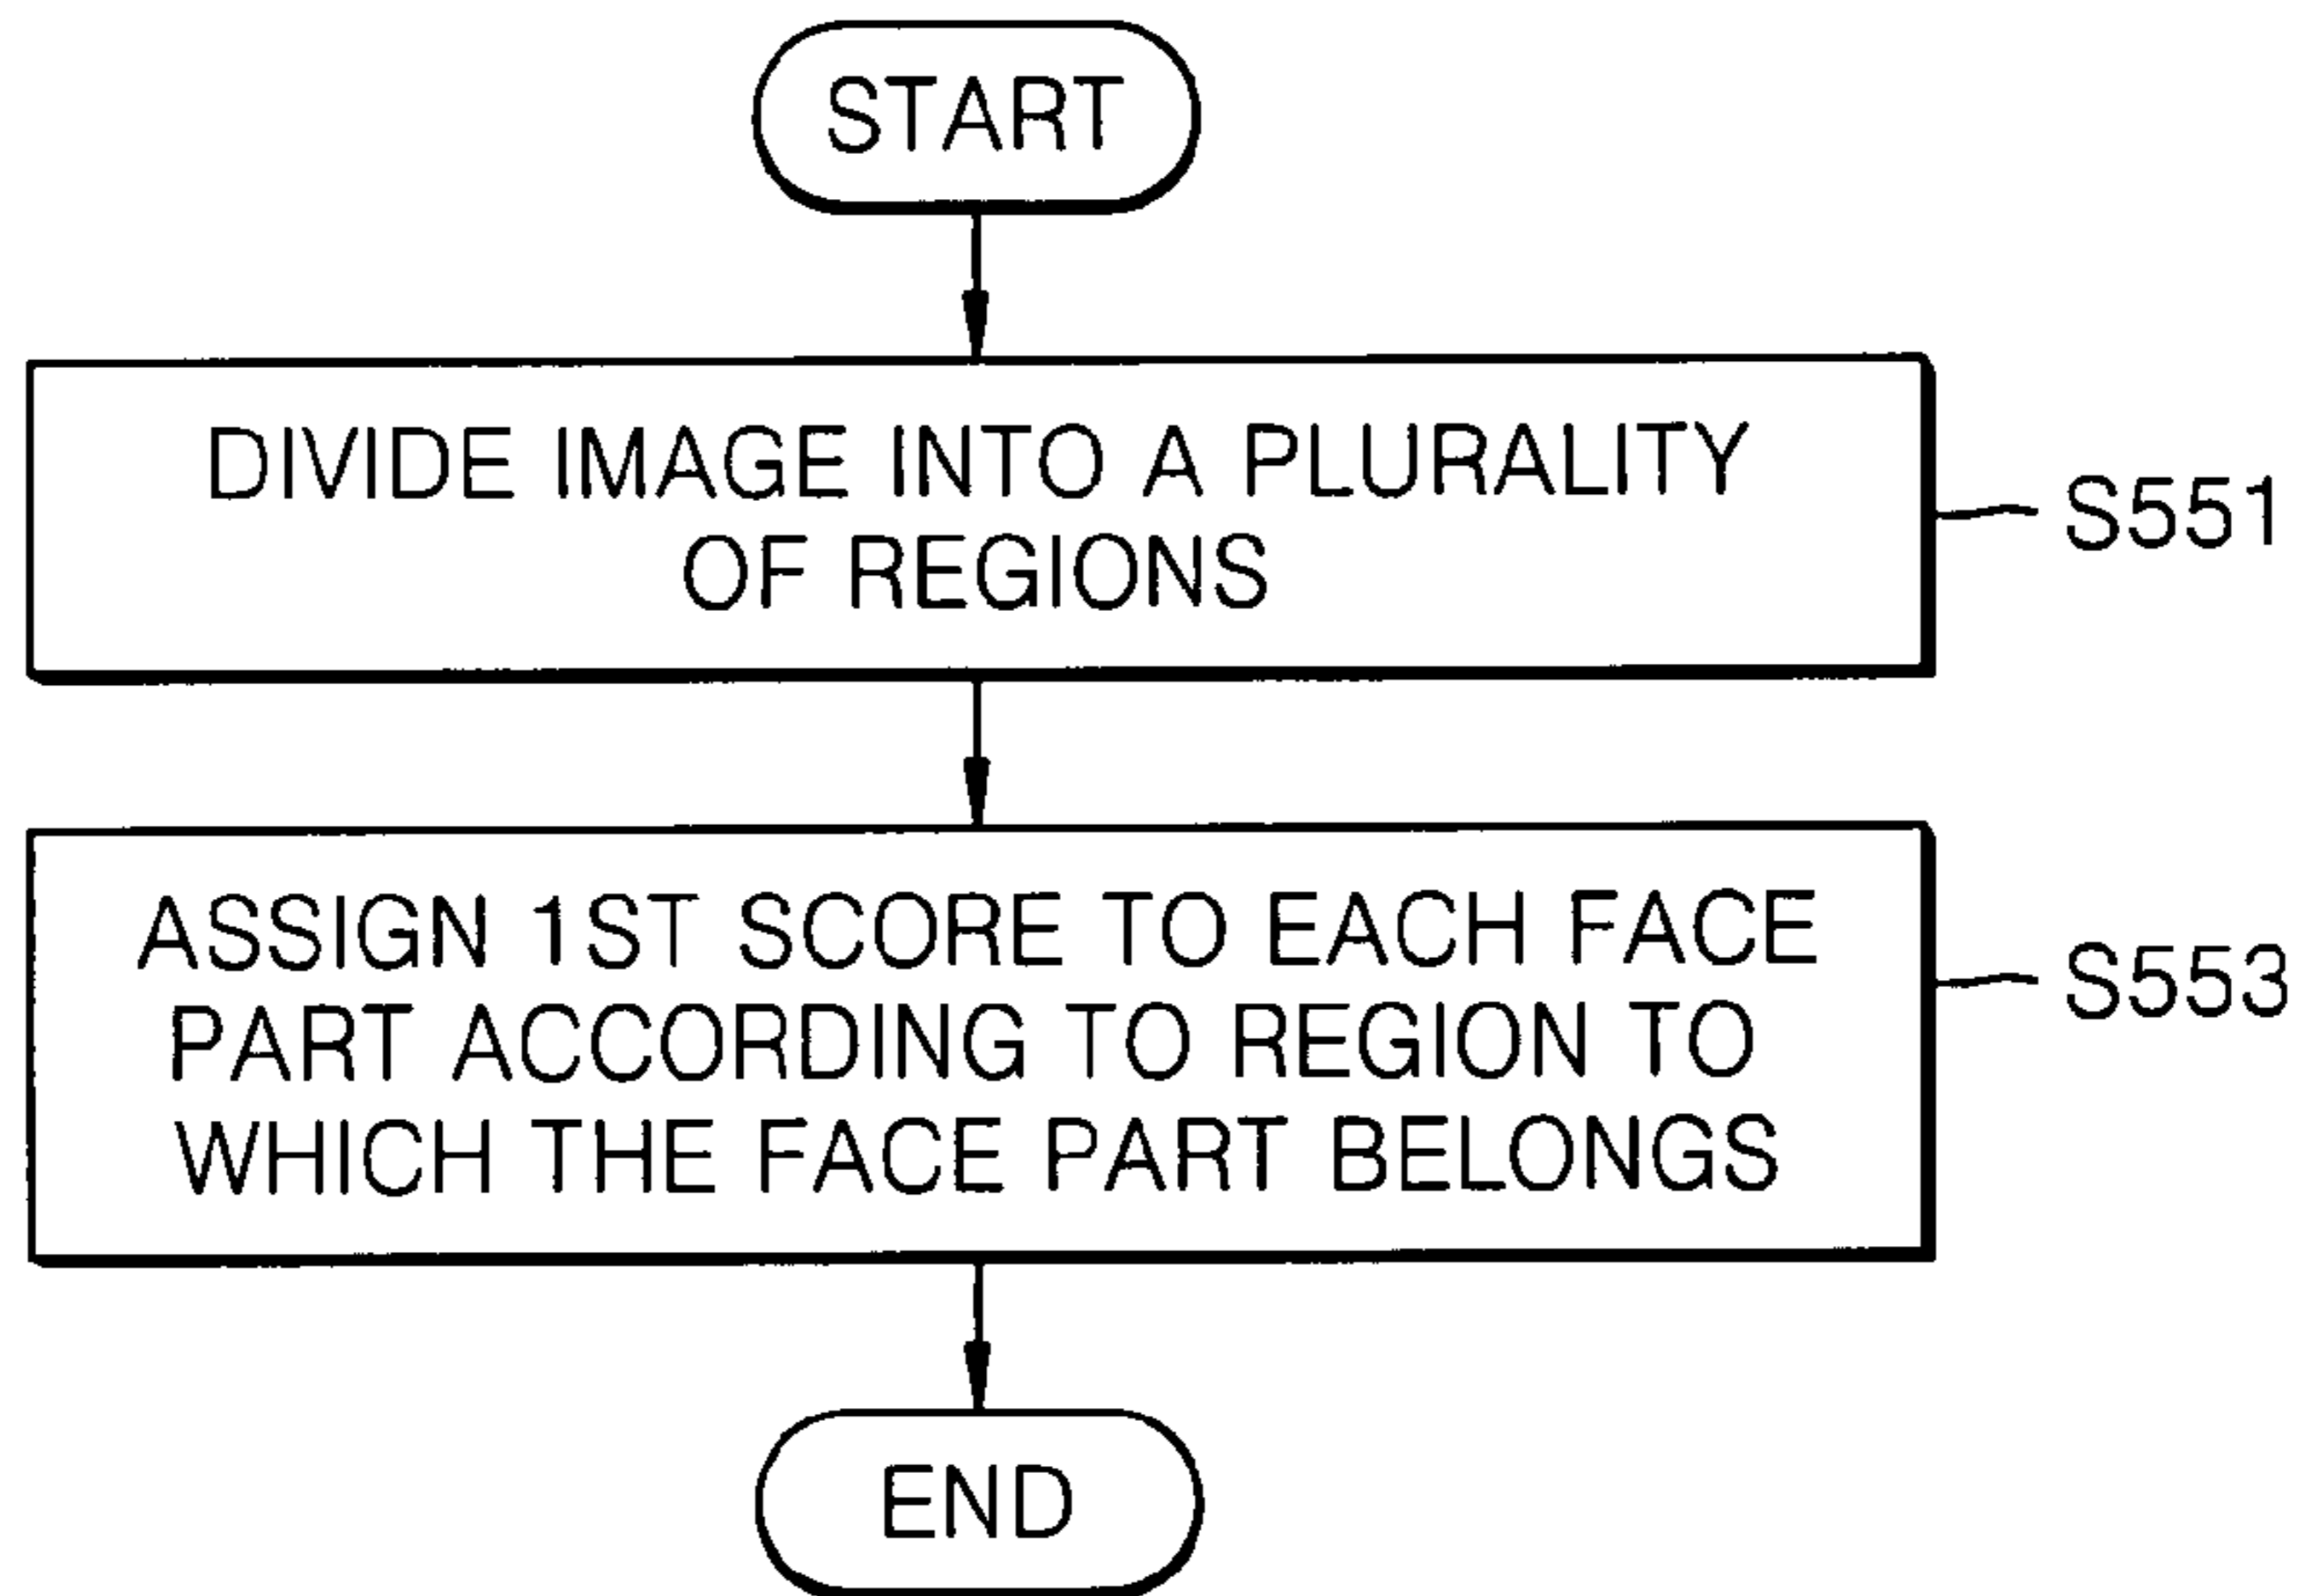 START
DIVIDE IMAGE INTO A PLURALITY
OF REGIONS
S551
ASSIGN 1ST SCORE TO EACH FACE
PART ACCORDING TO REGION TO
WHICH THE FACE PART BELONGS
S553
END